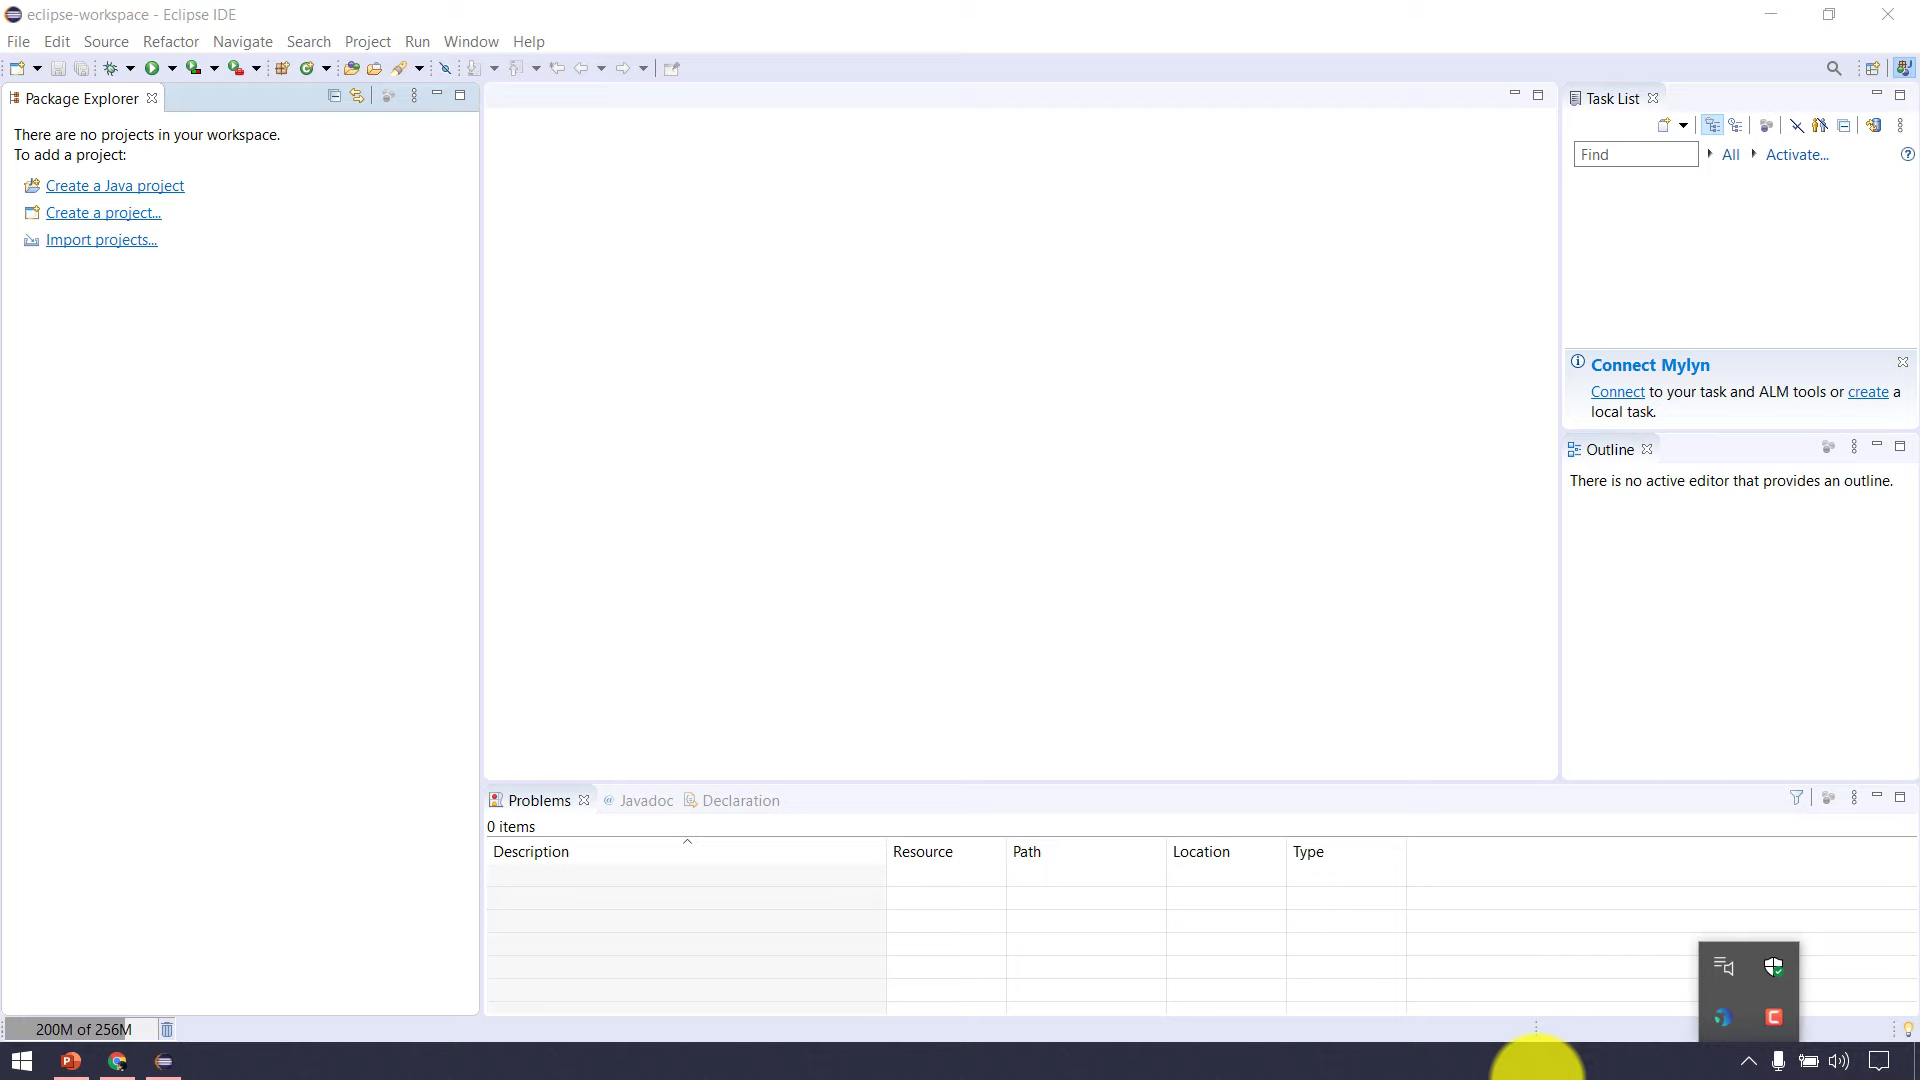 eclipse-workspace - Eclipse IDE
File Edit Source Refactor Navigate Search Project Run Window Help
Package Explorer
There are no projects in your workspace.
To add a project:
Create a Java project
Create a project...
Import projects...
Task List
Find All Activate...
Connect Mylyn
Connect to your task and ALM tools or create a
local task.
Outline
There is no active editor that provides an outline.
Problems @ Javadoc Declaration
0 items
Description Resource Path Location Type
200M of 256M